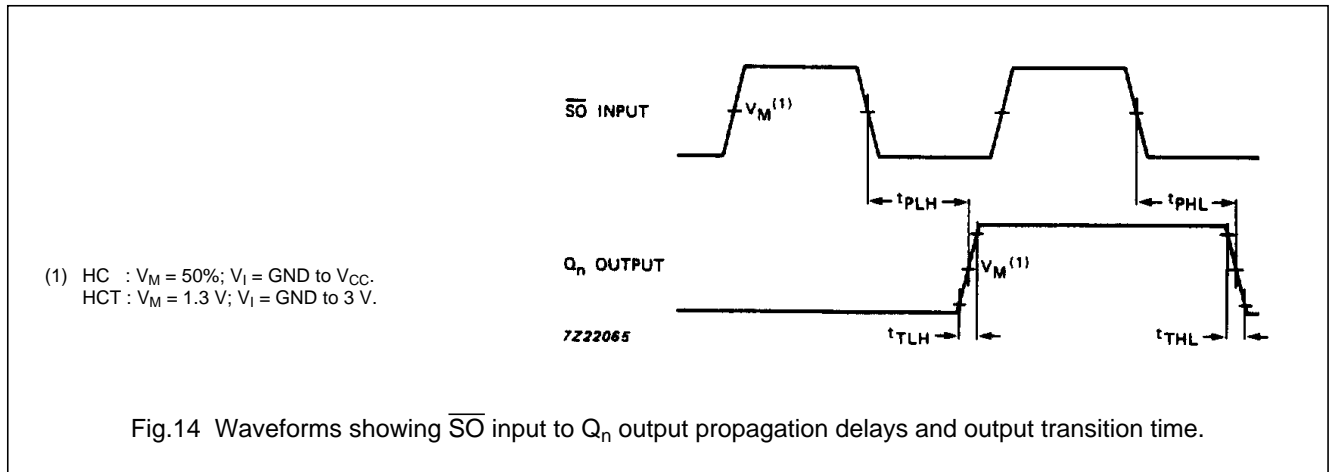 S̅O̅ INPUT
V_M(1)
t_PLH
t_PHL
Q_n OUTPUT
V_M(1)
(1) HC : V_M = 50%; V_I = GND to V_CC.
HCT : V_M = 1.3 V; V_I = GND to 3 V.
7Z22065
t_TLH
t_THL
Fig.14 Waveforms showing S̅O̅ input to Q_n output propagation delays and output transition time.